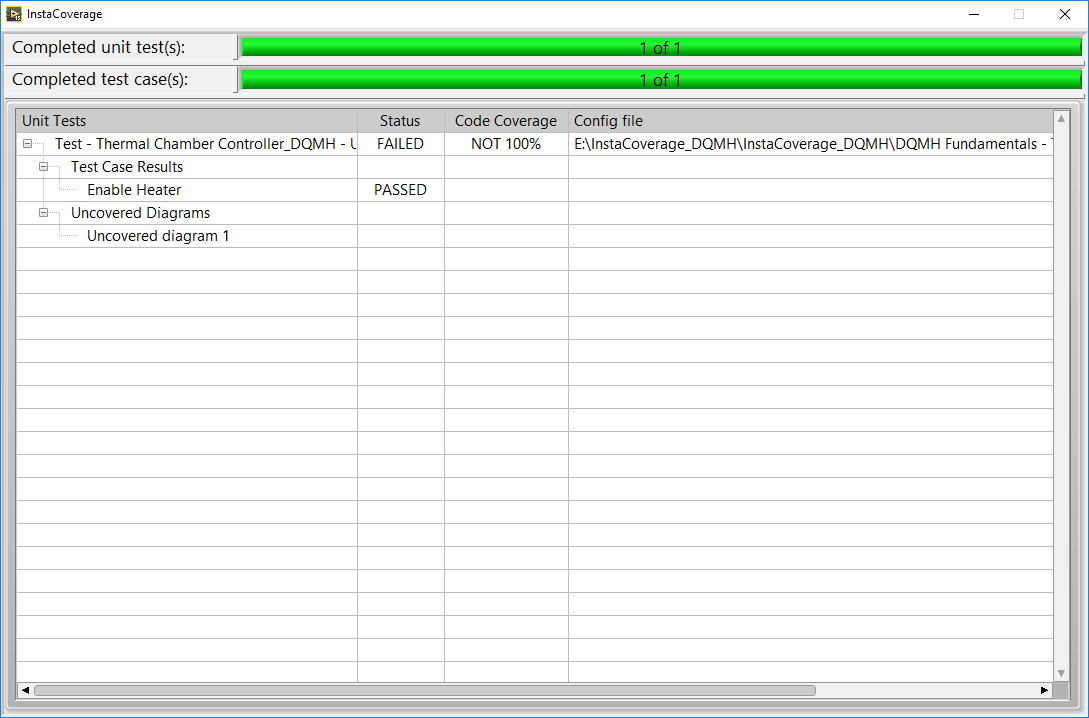 InstaCoverage
Completed unit test(s): 1 of 1
Completed test case(s): 1 of 1
Unit Tests Status Code Coverage Config file
Test - Thermal Chamber Controller_DQMH - FAILED NOT 100% E:\InstaCoverage_DQMH\InstaCoverage_DQMH\DQMH Fundamentals -
Test Case Results
Enable Heater PASSED
Uncovered Diagrams
Uncovered diagram 1